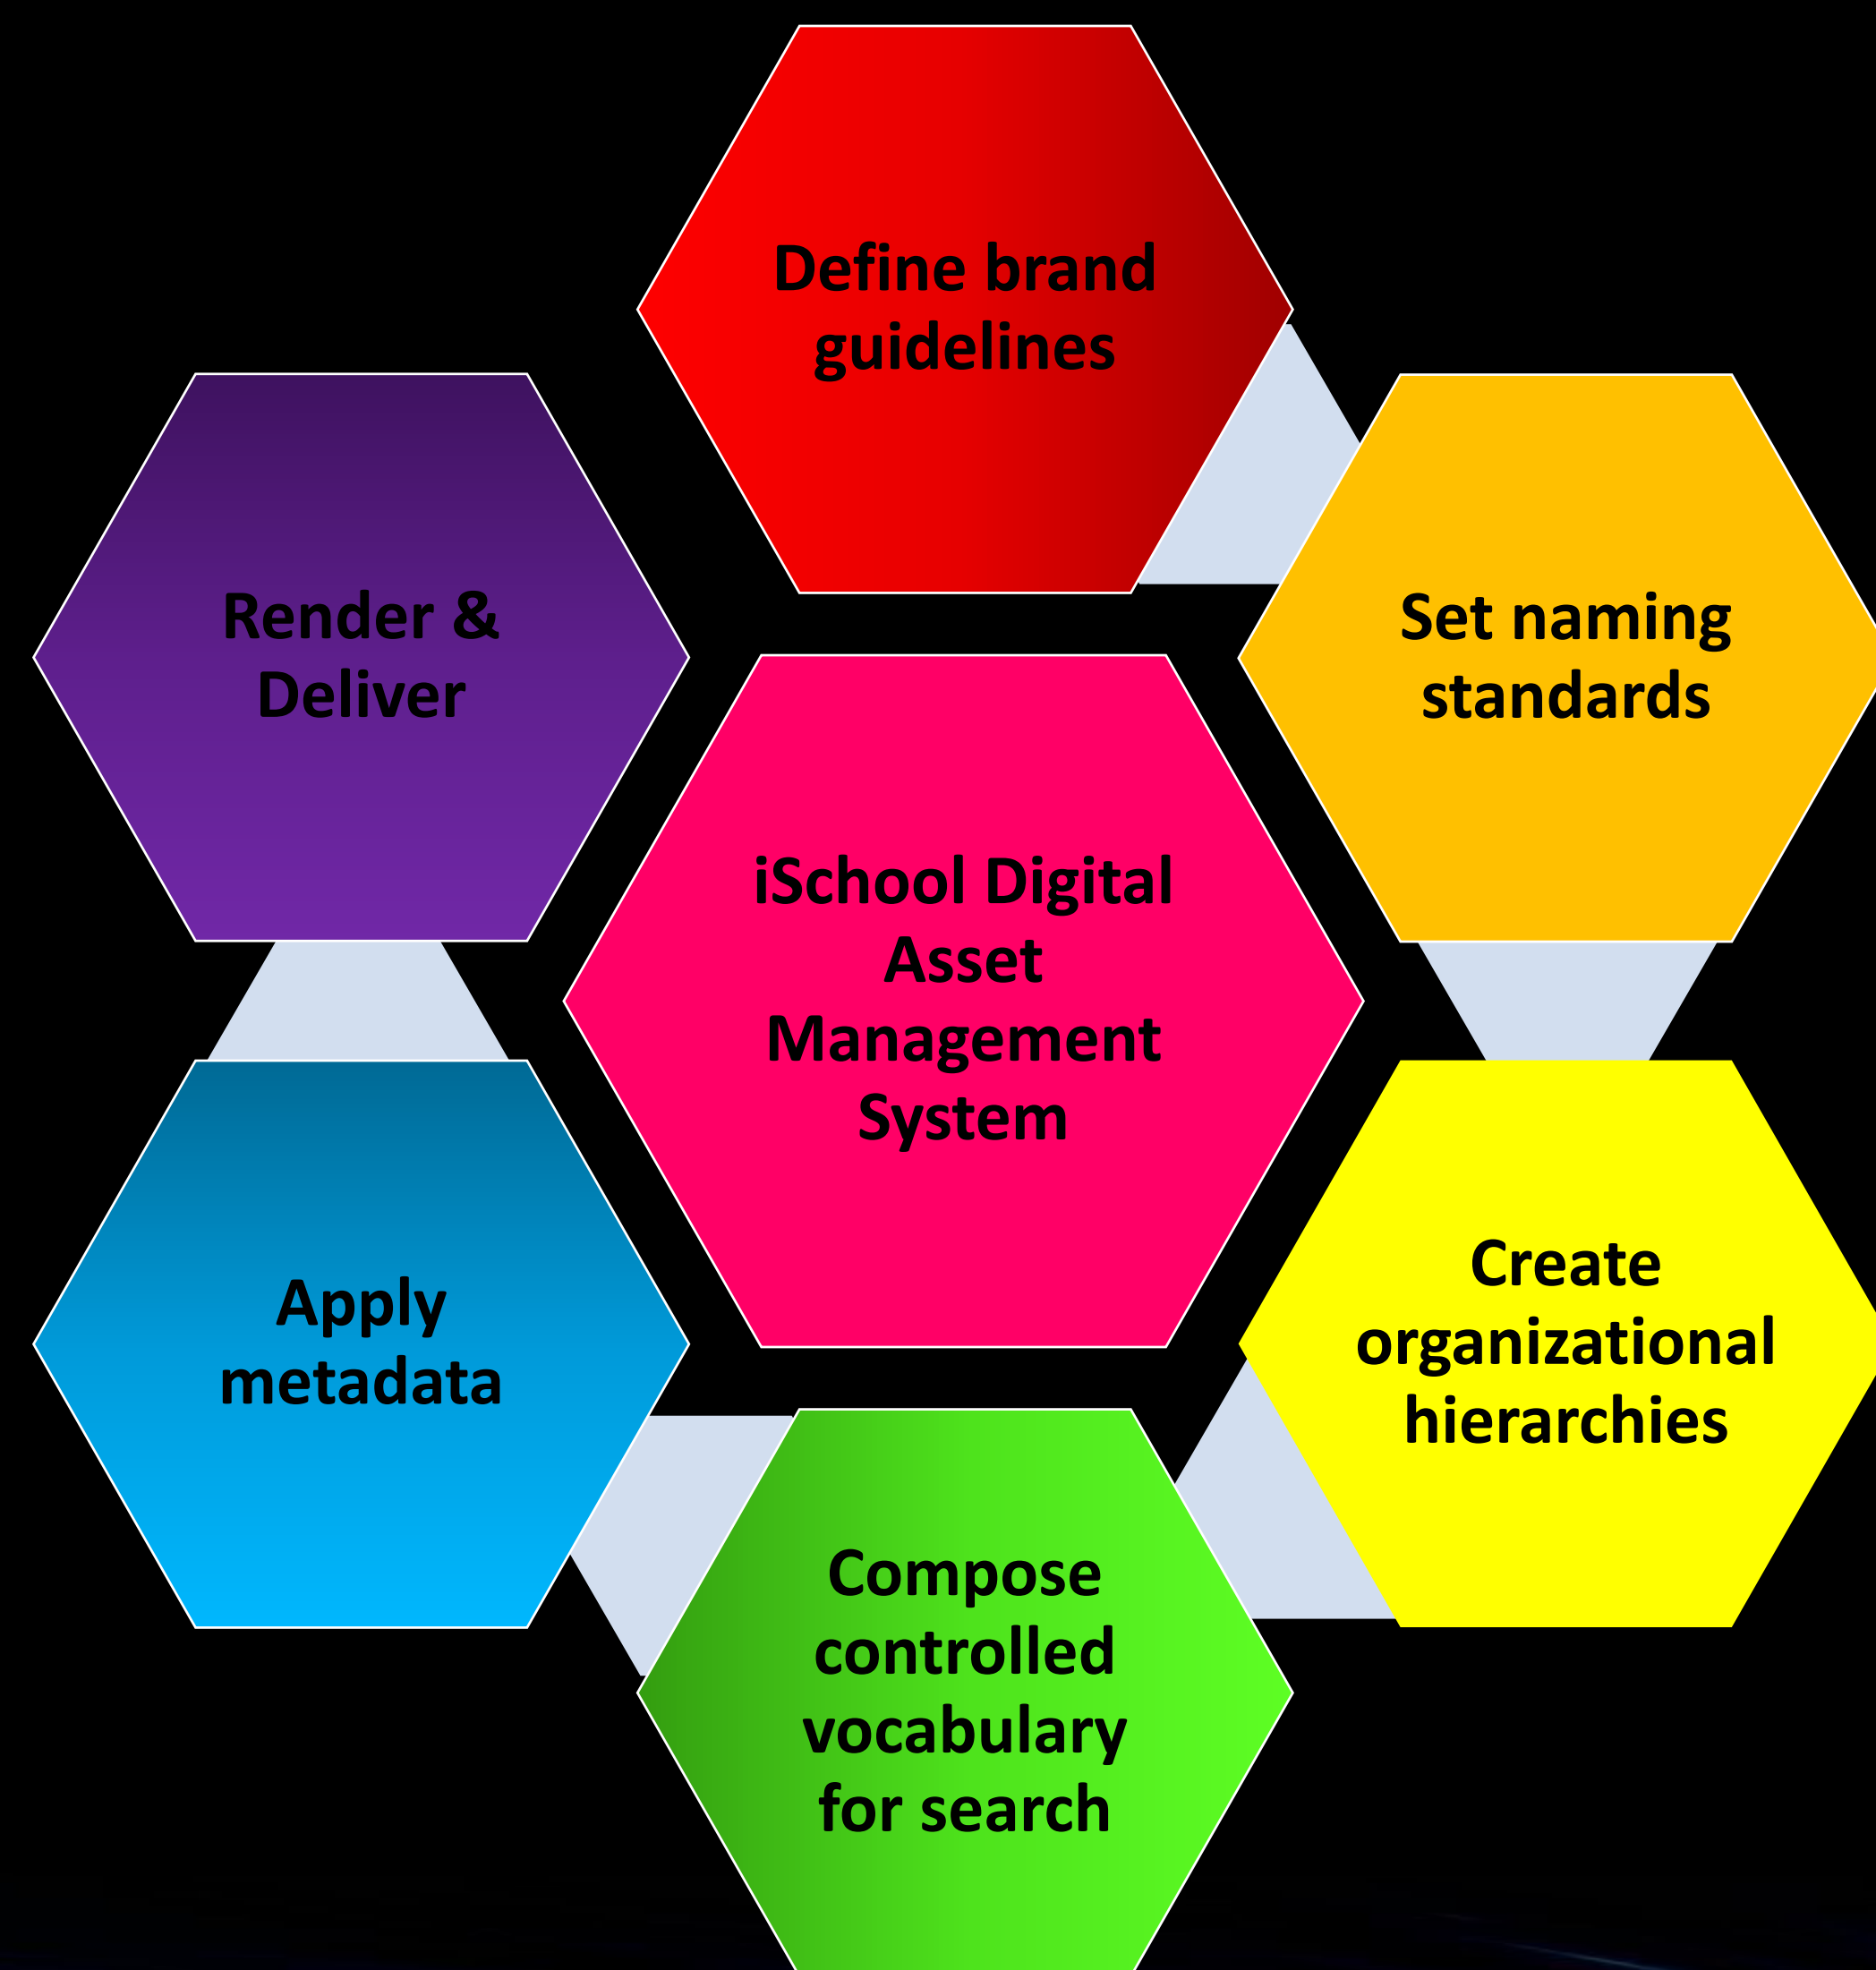 Define brand
guidelines
Set naming
standards
Create
organizational
hierarchies
Compose
controlled
vocabulary
for search
Apply
metadata
Render &
Deliver
iSchool Digital
Asset
Management
System